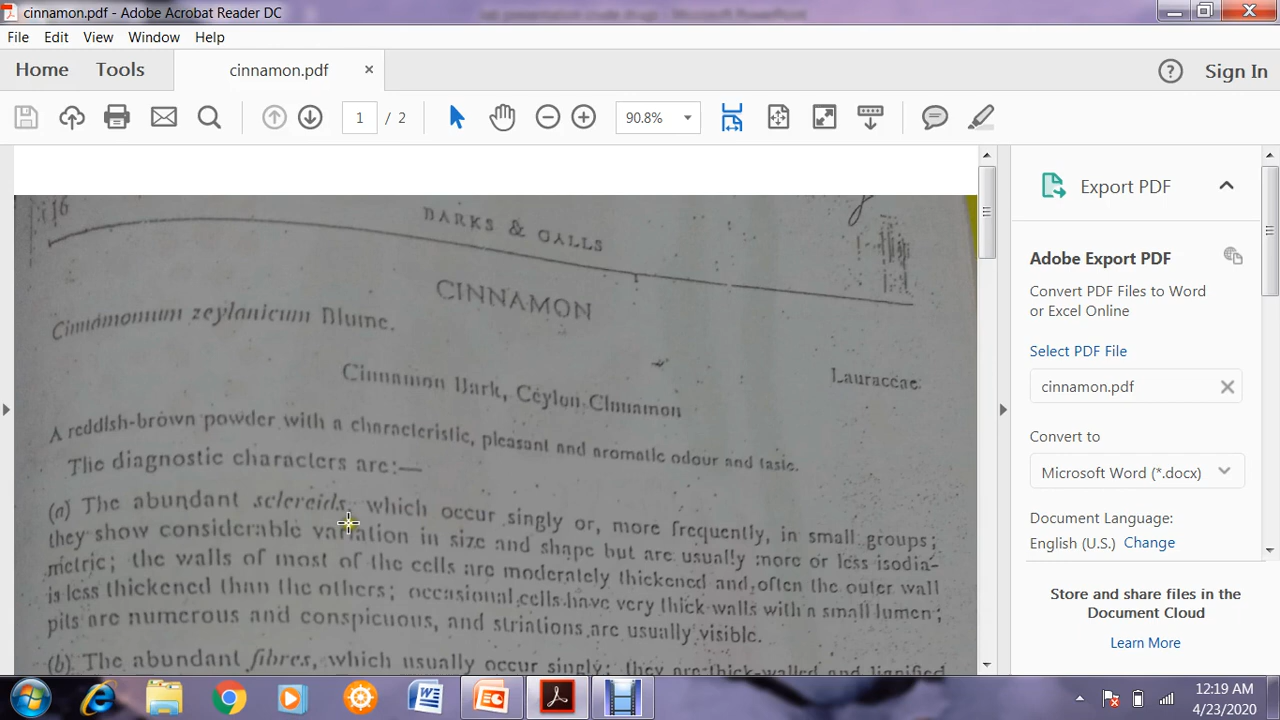 cinnamon.pdf - Adobe Acrobat Reader DC
File Edit View Window Help
Home Tools cinnamon.pdf Sign In
1 / 2 90.8%
16
BARKS & GALLS
CINNAMON
Cinnamomum zeylanicum Blume.
Lauraceae
Cinnamon Bark, Ceylon Cinnamon
A reddish-brown powder with a characteristic, pleasant and aromatic odour and taste.
The diagnostic characters are:—
(a) The abundant sclereids, which occur singly or, more frequently, in small groups;
they show considerable variation in size and shape but are usually more or less isodia-
metric; the walls of most of the cells are moderately thickened and often the outer wall
is less thickened than the others; occasional cells have very thick walls with a small lumen;
pits are numerous and conspicuous, and striations are usually visible.
(b) The abundant fibres, which usually occur singly; they are thick-walled and lignified
Export PDF
Adobe Export PDF
Convert PDF Files to Word
or Excel Online
Select PDF File
cinnamon.pdf
Convert to
Microsoft Word (*.docx)
Document Language:
English (U.S.) Change
Store and share files in the
Document Cloud
Learn More
12:19 AM
4/23/2020